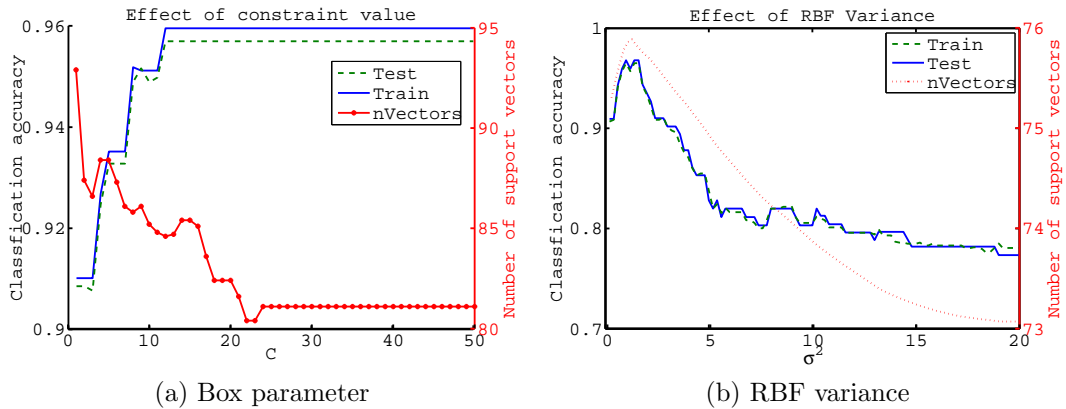 Effect of constraint value
0.96
0.94
0.92
0.9
Classfication accuracy
95
90
85
80
Number of support vectors
Test
Train
nVectors
0
10
20
30
40
50
C
(a) Box parameter
Effect of RBF Variance
1
0.9
0.8
0.7
Classfication accuracy
76
75
74
73
Number of support vectors
Train
Test
nVectors
0
5
10
15
20
σ²
(b) RBF variance